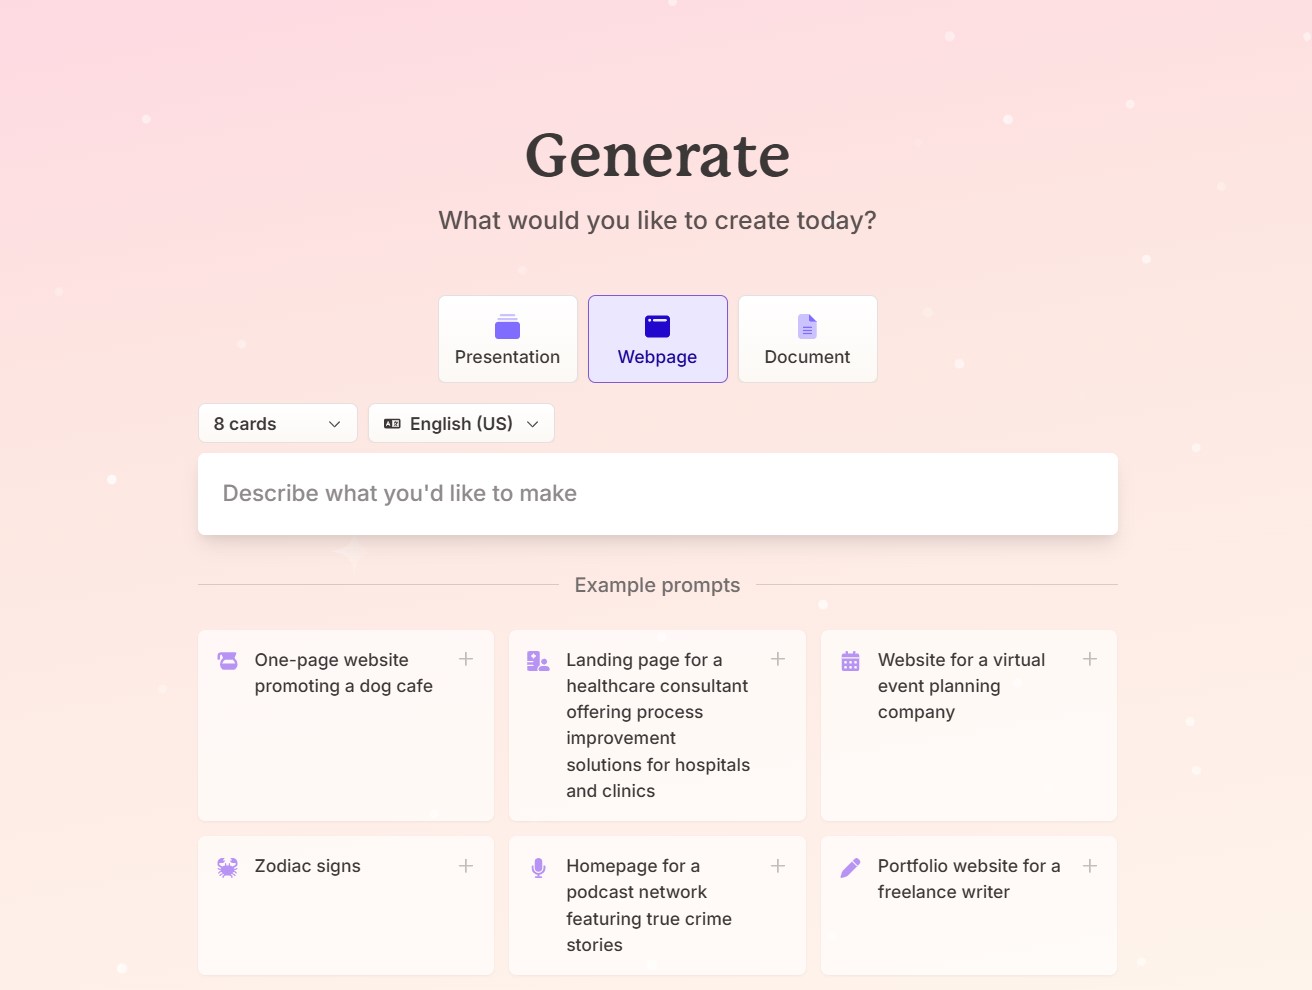 Generate
What would you like to create today?
Presentation
Webpage
Document
8 cards
English (US)
Describe what you'd like to make
Example prompts
One-page website
promoting a dog cafe
Landing page for a
healthcare consultant
offering process
improvement
solutions for hospitals
and clinics
Website for a virtual
event planning
company
Zodiac signs
Homepage for a
podcast network
featuring true crime
stories
Portfolio website for a
freelance writer